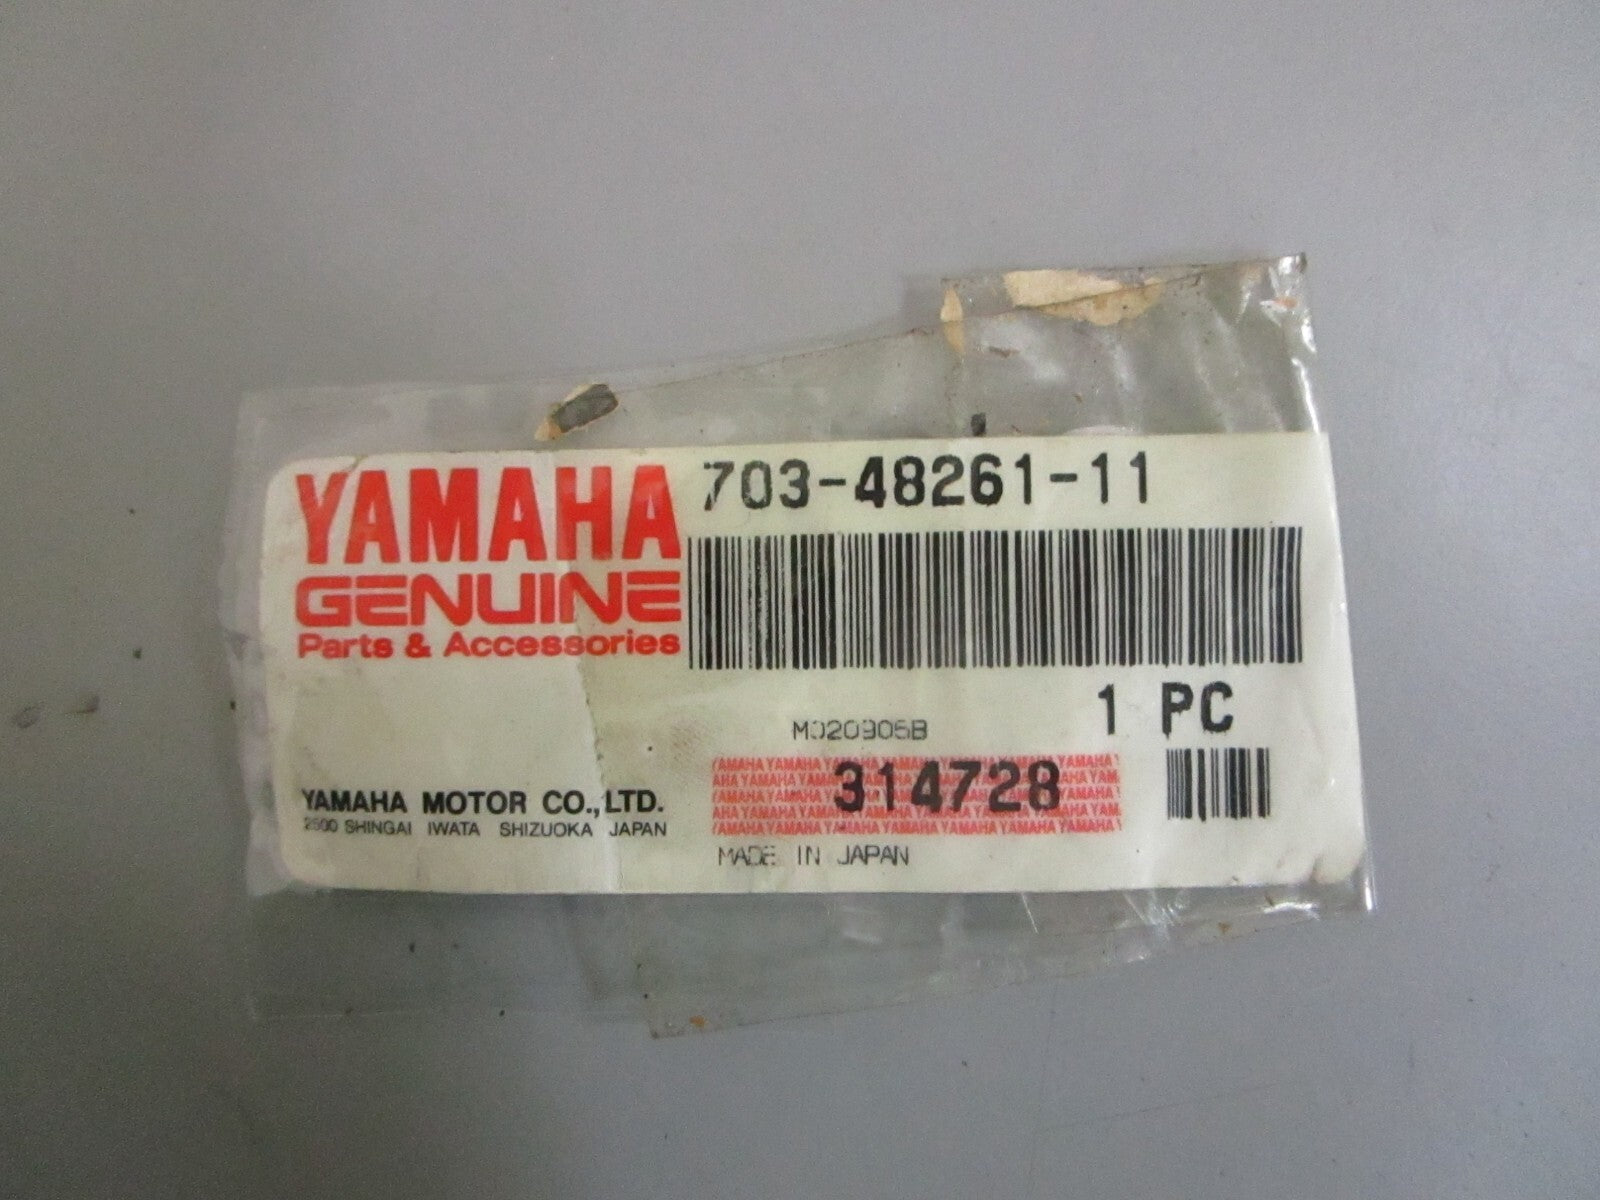 YAMAHA
GENUINE
Parts & Accessories
703-48261-11
1 PC
M020905B
314728
YAMAHA MOTOR CO., LTD.
2500 SHINGAI IWATA SHIZUOKA JAPAN
MADE IN JAPAN